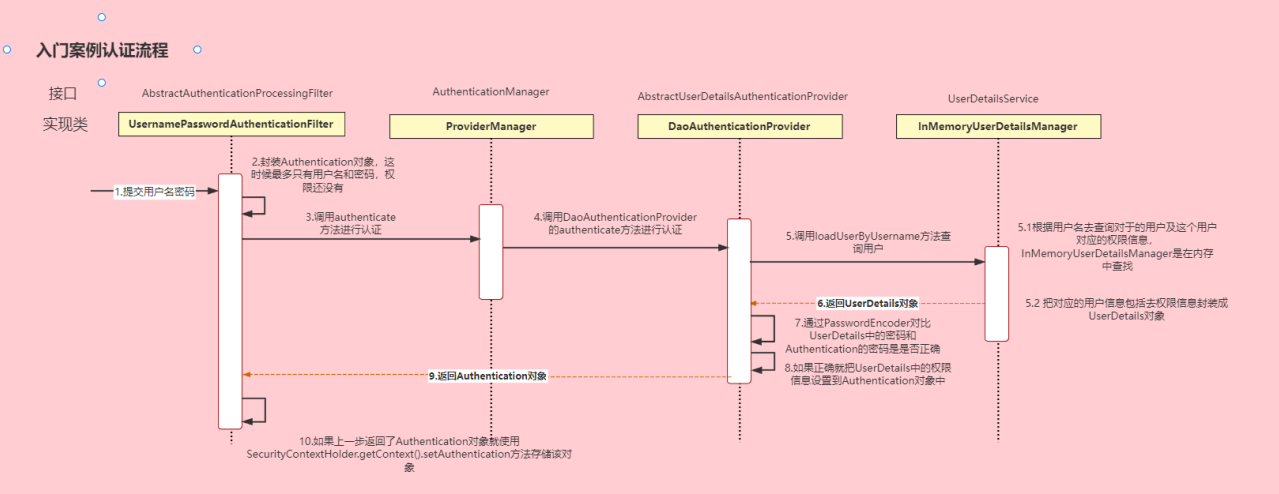 入门案例认证流程
接口
AbstractAuthenticationProcessingFilter
AuthenticationManager
AbstractUserDetailsAuthenticationProvider
UserDetailsService
实现类
UsernamePasswordAuthenticationFilter
ProviderManager
DaoAuthenticationProvider
InMemoryUserDetailsManager
1.提交用户名密码
2.封装Authentication对象，这
时候最多只有用户名和密码，权
限还没有
3.调用authenticate
方法进行认证
4.调用DaoAuthenticationProvider
的authenticate方法进行认证
5.调用loadUserByUsername方法查
询用户
5.1根据用户名去查询对于的用户及这个用户
对应的权限信息，
InMemoryUserDetailsManager是在内存
中查找
5.2 把对应的用户信息包括去权限信息封装成
UserDetails对象
6.返回UserDetails对象
7.通过PasswordEncoder对比
UserDetails中的密码和
Authentication的密码是是否正确
8.如果正确就把UserDetails中的权限
信息设置到Authentication对象中
9.返回Authentication对象
10.如果上一步返回了Authentication对象就使用
SecurityContextHolder.getContext().setAuthentication方法存储该对
象